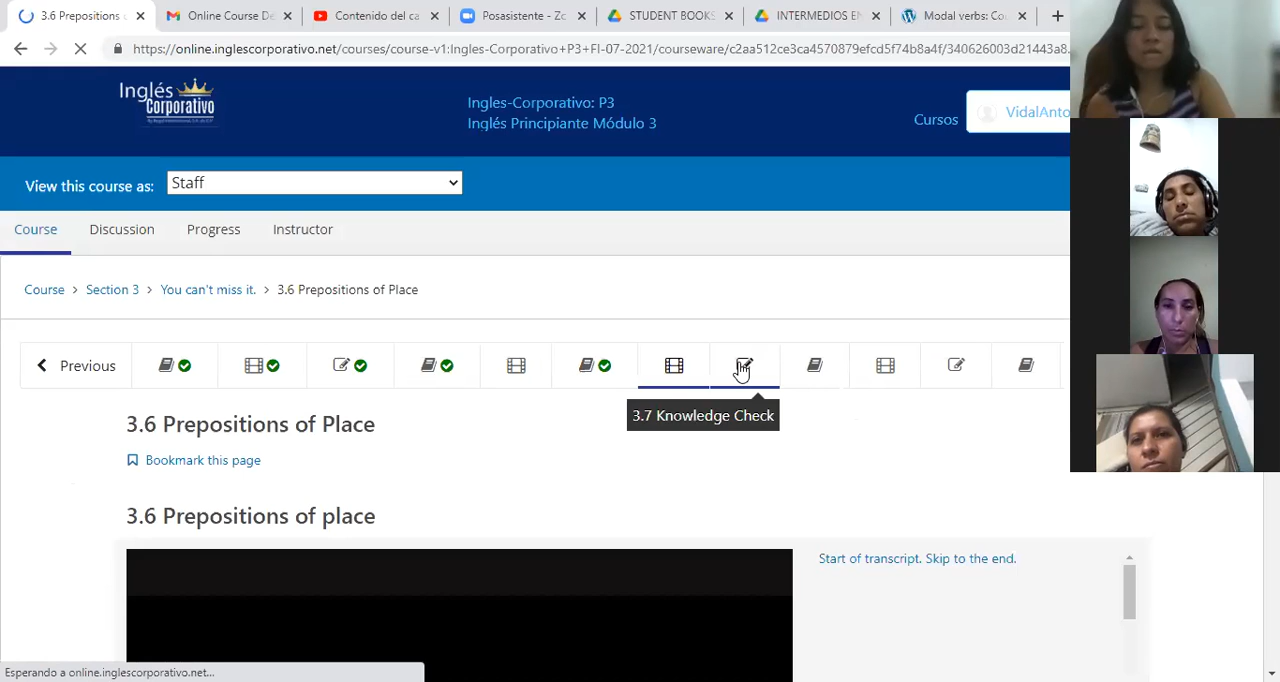 3.6 Prepositions o
Online Course De
Contenido del ca
Posasistente - Zo
STUDENT BOOKS
INTERMEDIOS EN
Modal verbs: Cou
https://online.inglescorporativo.net/courses/course-v1:Ingles-Corporativo+P3+FI-07-2021/courseware/c2aa512ce3ca4570879efcd5f74b8a4f/340626003d21443a8.
Inglés
Corporativo
Ingles-Corporativo: P3
Inglés Principiante Módulo 3
Cursos
VidalAnto
View this course as:
Staff
Course
Discussion
Progress
Instructor
Course > Section 3 > You can't miss it. > 3.6 Prepositions of Place
Previous
3.7 Knowledge Check
3.6 Prepositions of Place
Bookmark this page
3.6 Prepositions of place
Start of transcript. Skip to the end.
Esperando a online.inglescorporativo.net...